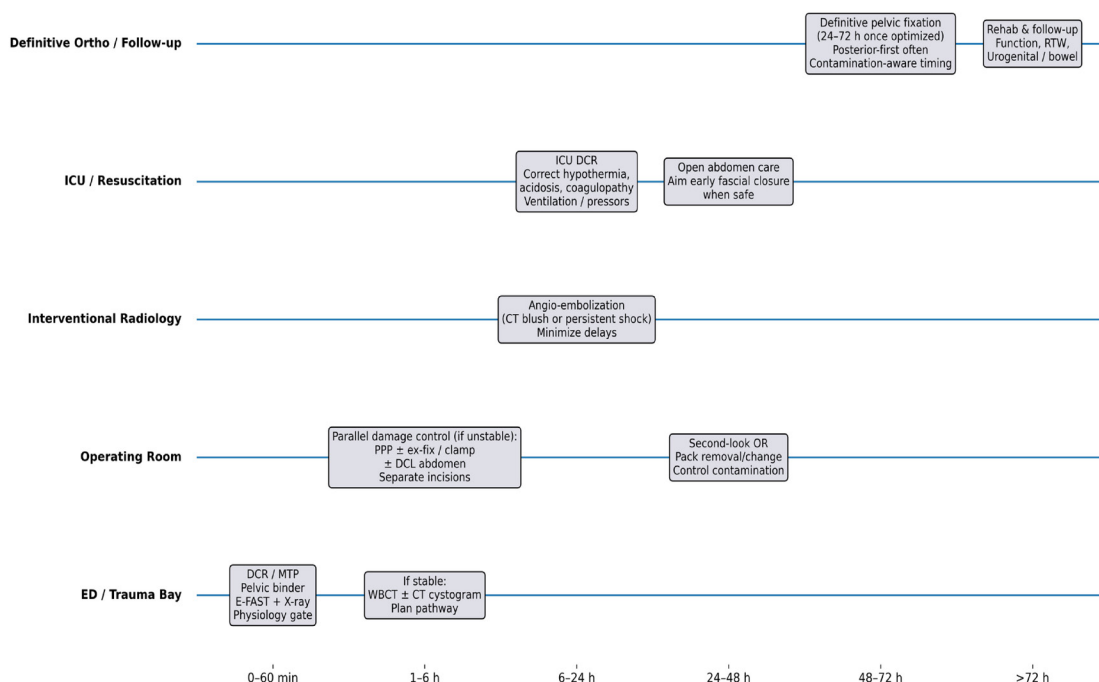 Definitive Ortho / Follow-up
Definitive pelvic fixation
(24–72 h once optimized)
Posterior-first often
Contamination-aware timing
Rehab & follow-up
Function, RTW,
Urogenital / bowel
ICU / Resuscitation
ICU DCR
Correct hypothermia,
acidosis, coagulopathy
Ventilation / pressors
Open abdomen care
Aim early fascial closure
when safe
Interventional Radiology
Angio-embolization
(CT blush or persistent shock)
Minimize delays
Operating Room
Parallel damage control (if unstable):
PPP ± ex-fix / clamp
± DCL abdomen
Separate incisions
Second-look OR
Pack removal/change
Control contamination
ED / Trauma Bay
DCR / MTP
Pelvic binder
E-FAST + X-ray
Physiology gate
If stable:
WBCT ± CT cystogram
Plan pathway
0–60 min
1–6 h
6–24 h
24–48 h
48–72 h
>72 h